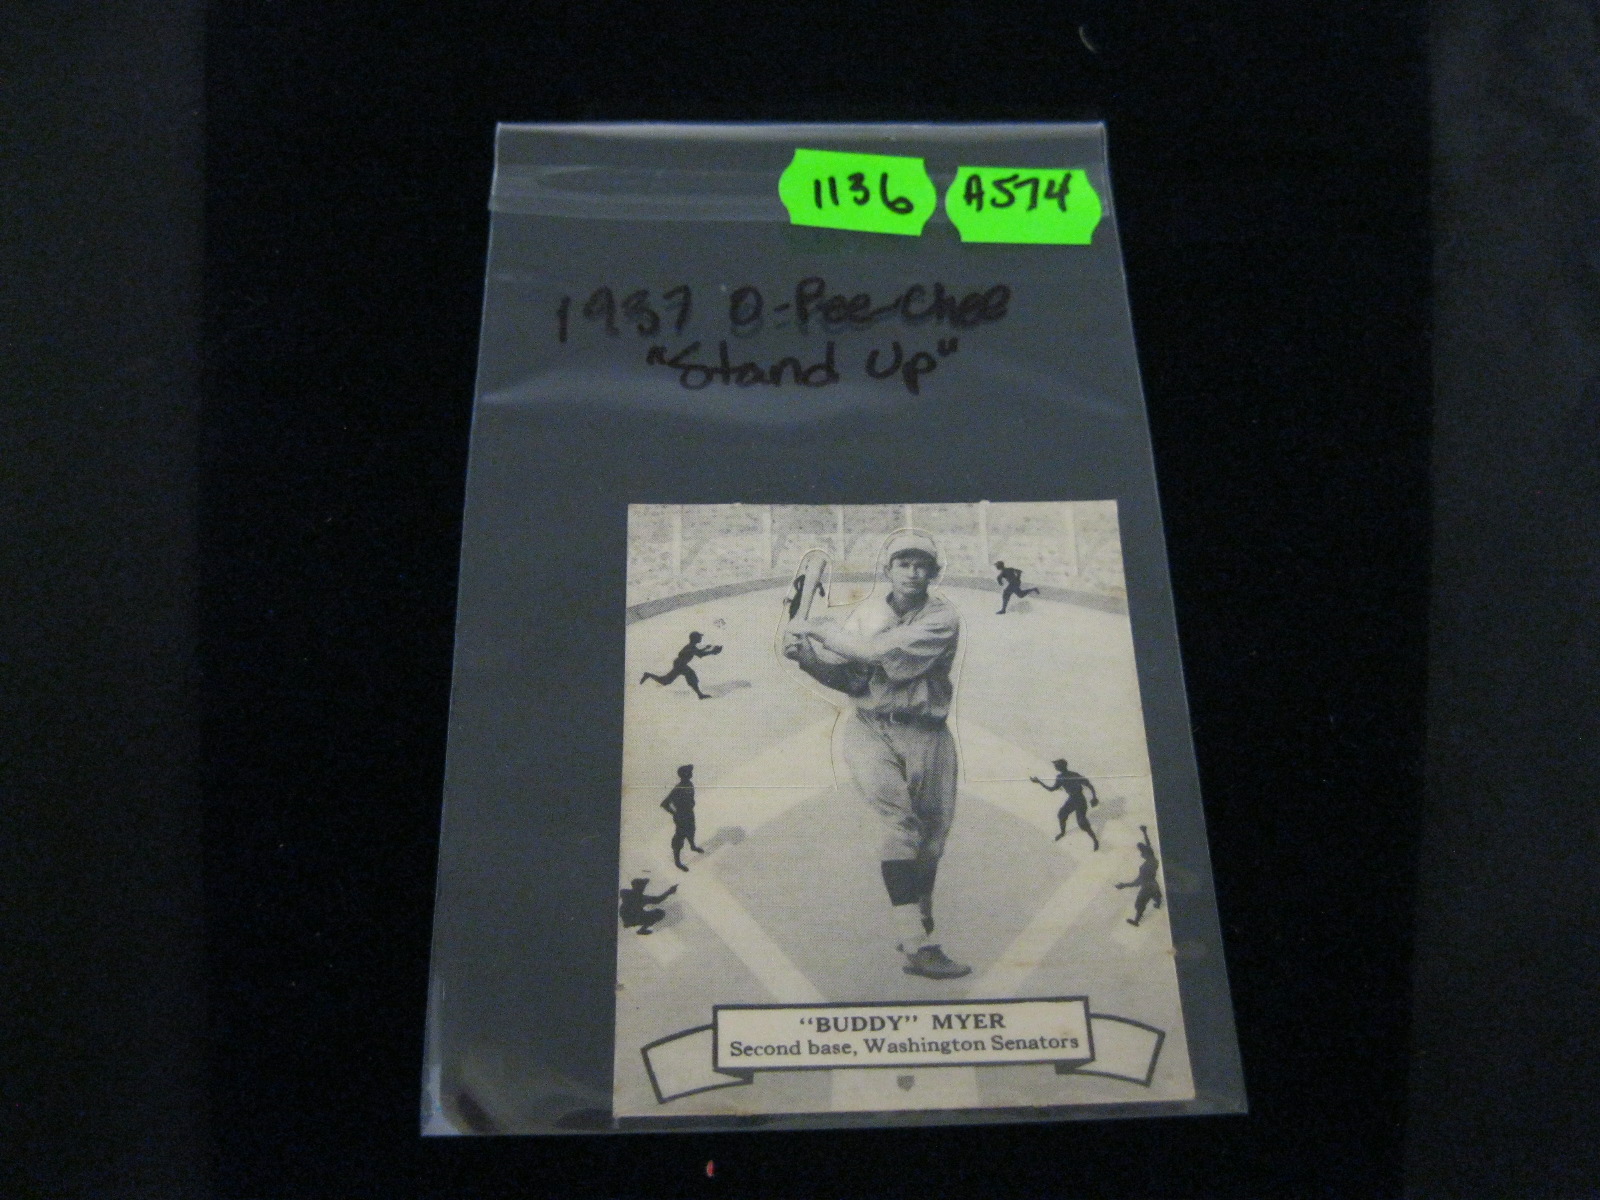 1136 A574
1937 O-Pee-Chee
"Stand Up"
"BUDDY" MYER
Second base, Washington Senators